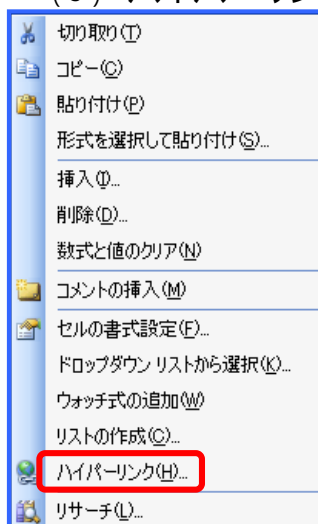 切り取り(T)
コピー(C)
貼り付け(P)
形式を選択して貼り付け(S)...
挿入(I)...
削除(D)...
数式と値のクリア(N)
コメントの挿入(M)
セルの書式設定(F)...
ドロップダウン リストから選択(K)...
ウォッチ式の追加(W)
リストの作成(C)...
ハイパーリンク(H)...
リサーチ(L)...